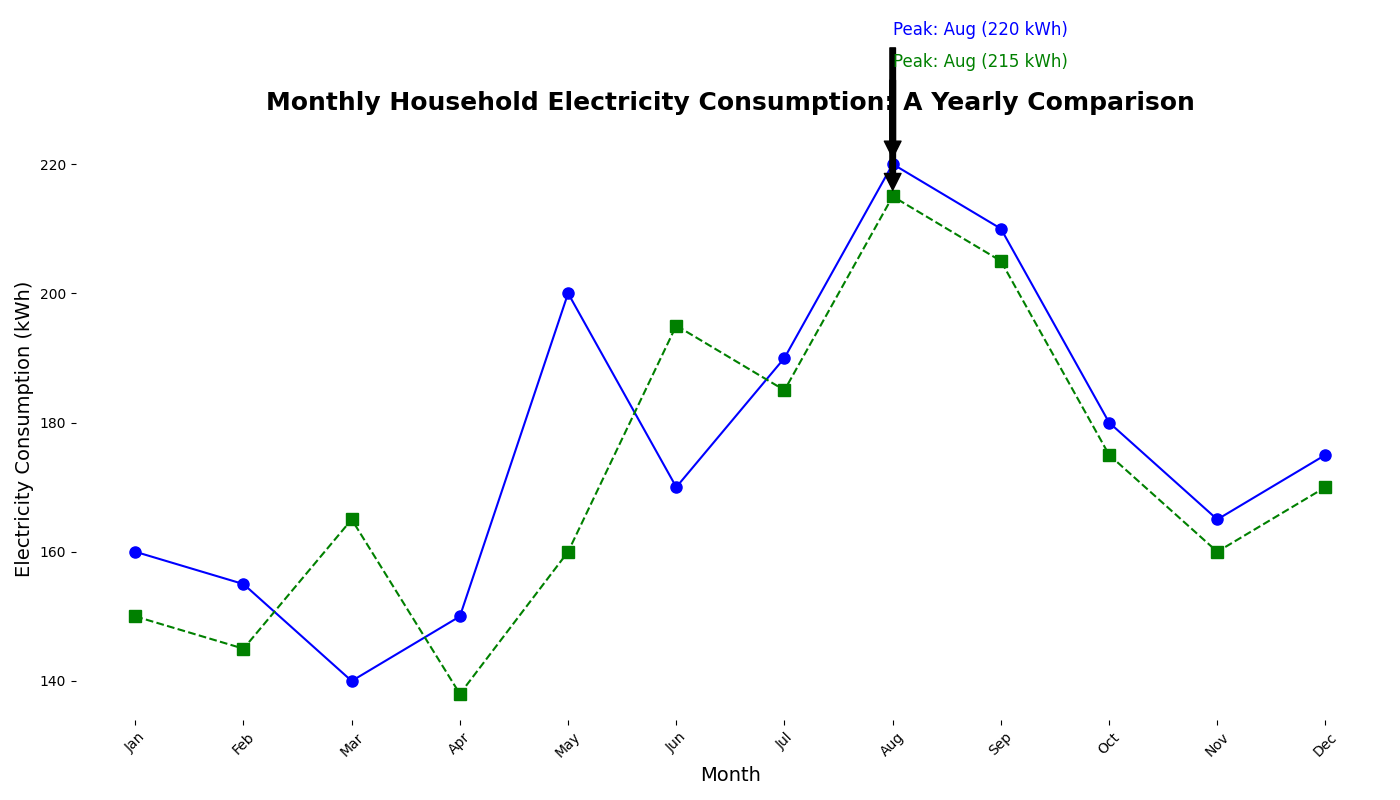 Peak: Aug (220 kWh)
Peak: Aug (215 kWh)
Monthly Household Electricity Consumption: A Yearly Comparison
Electricity Consumption (kWh)
220
200
180
160
140
Jan
Feb
Mar
Apr
May
Jun
Jul
Aug
Sep
Oct
Nov
Dec
Month